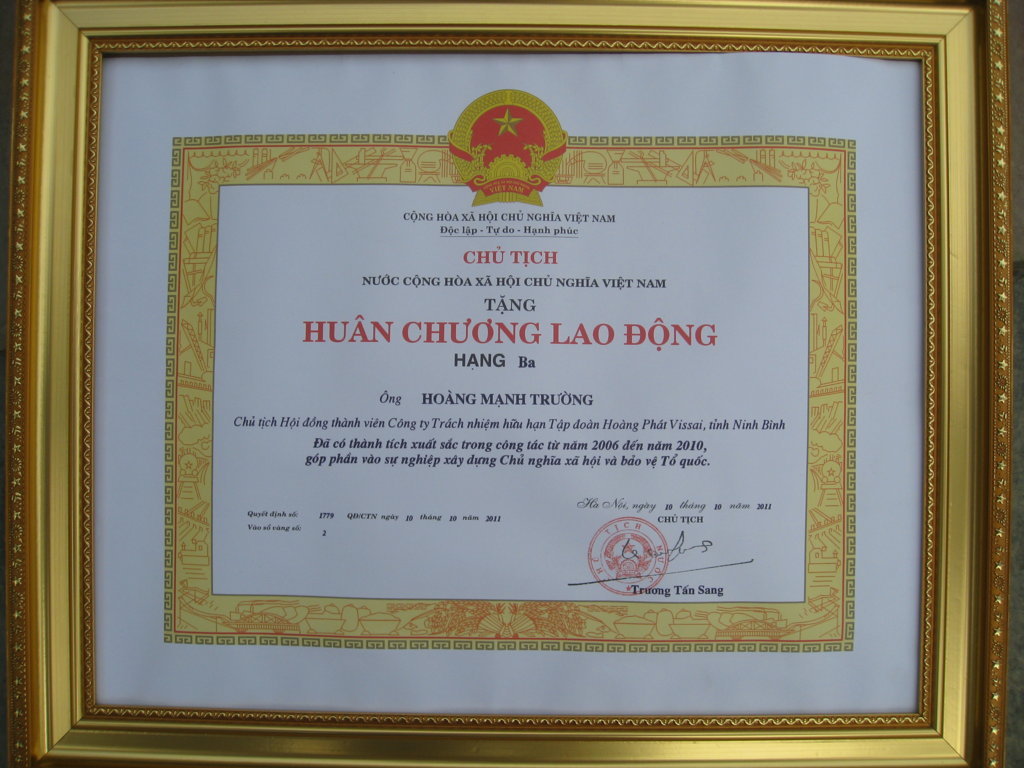 VIỆT NAM
CỘNG HÒA XÃ HỘI CHỦ NGHĨA VIỆT NAM
Độc lập - Tự do - Hạnh phúc
CHỦ TỊCH
NƯỚC CỘNG HÒA XÃ HỘI CHỦ NGHĨA VIỆT NAM
TẶNG
HUÂN CHƯƠNG LAO ĐỘNG
HẠNG Ba
Ông HOÀNG MẠNH TRƯỜNG
Chủ tịch Hội đồng thành viên Công ty Trách nhiệm hữu hạn Tập đoàn Hoàng Phát Vissai, tỉnh Ninh Bình
Đã có thành tích xuất sắc trong công tác từ năm 2006 đến năm 2010,
góp phần vào sự nghiệp xây dựng Chủ nghĩa xã hội và bảo vệ Tổ quốc.
Quyết định số: 1779 QĐ/CTN ngày 10 tháng 10 năm 2011
Vào sổ vàng số: 2
Hà Nội, ngày 10 tháng 10 năm 2011
CHỦ TỊCH
CHỦ TỊCH NƯỚC
Trương Tấn Sang